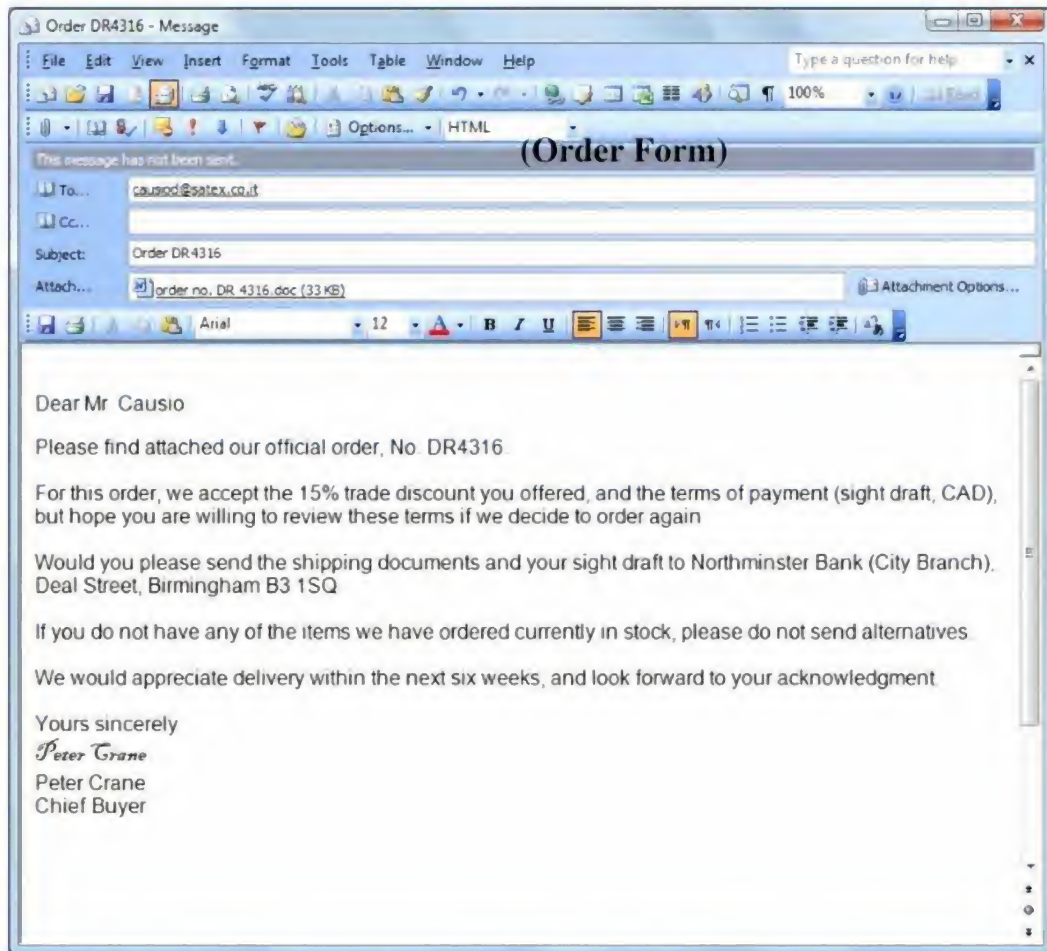 Order DR4316 - Message
File Edit View Insert Format Tools Table Window Help Type a question for help
100% Read
Options... HTML
(Order Form)
This message has not been sent.
To... causiod@satex.co.it
Cc...
Subject: Order DR4316
Attach... order no. DR 4316.doc (33 KB) Attachment Options...
Arial 12 A B I U
Dear Mr Causio
Please find attached our official order, No. DR4316
For this order, we accept the 15% trade discount you offered, and the terms of payment (sight draft, CAD),
but hope you are willing to review these terms if we decide to order again
Would you please send the shipping documents and your sight draft to Northminster Bank (City Branch),
Deal Street, Birmingham B3 1SQ
If you do not have any of the items we have ordered currently in stock, please do not send alternatives
We would appreciate delivery within the next six weeks, and look forward to your acknowledgment
Yours sincerely
Peter Crane
Peter Crane
Chief Buyer